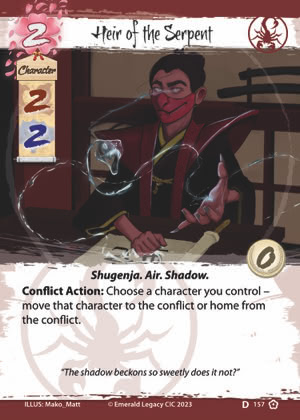 2
Heir of the Serpent
Character
2
2
0
Shugenja. Air. Shadow.
Conflict Action: Choose a character you control –
move that character to the conflict or home from
the conflict.
"The shadow beckons so sweetly does it not?"
ILLUS: Mako_Matt © Emerald Legacy CIC 2023 D 157